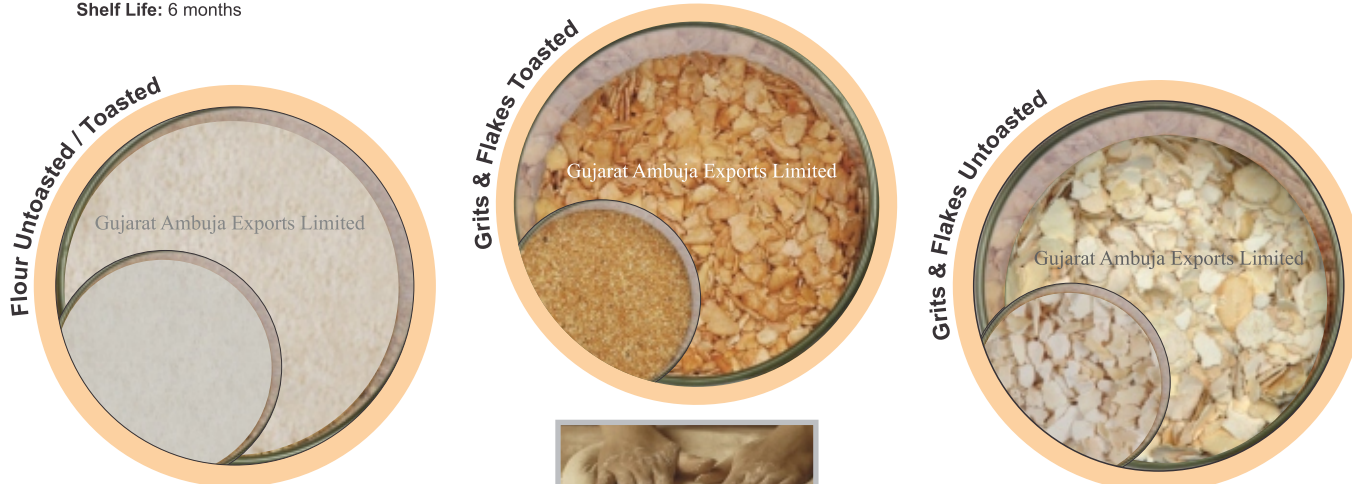 Shelf Life: 6 months
Flour Untoasted / Toasted
Gujarat Ambuja Exports Limited
Grits & Flakes Toasted
Gujarat Ambuja Exports Limited
Grits & Flakes Untoasted
Gujarat Ambuja Exports Limited